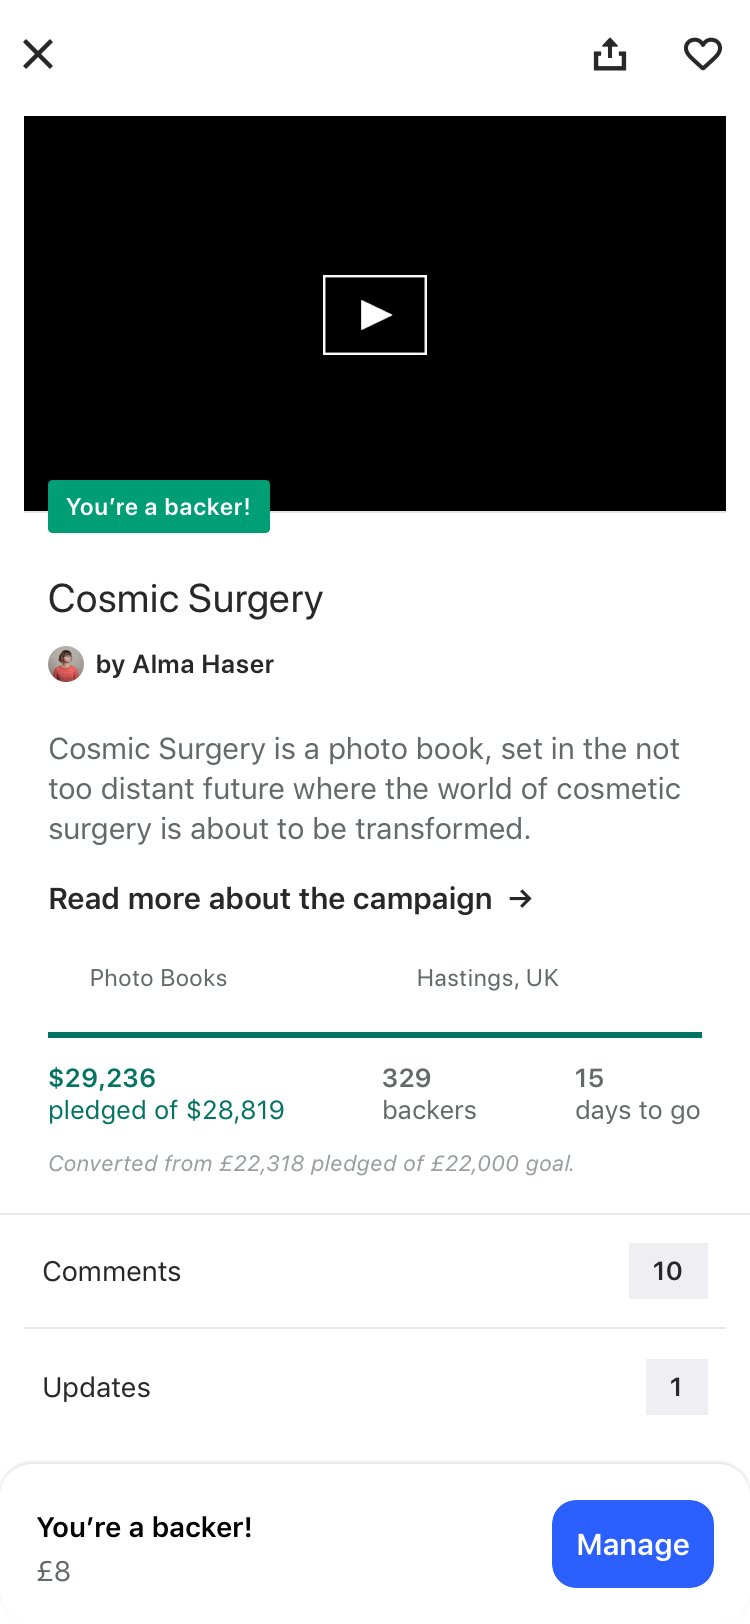 You’re a backer!
Cosmic Surgery
by Alma Haser
Cosmic Surgery is a photo book, set in the not
too distant future where the world of cosmetic
surgery is about to be transformed.
Read more about the campaign →
Photo Books
Hastings, UK
$29,236
pledged of $28,819
329
backers
15
days to go
Converted from £22,318 pledged of £22,000 goal.
Comments
10
Updates
1
You’re a backer!
£8
Manage